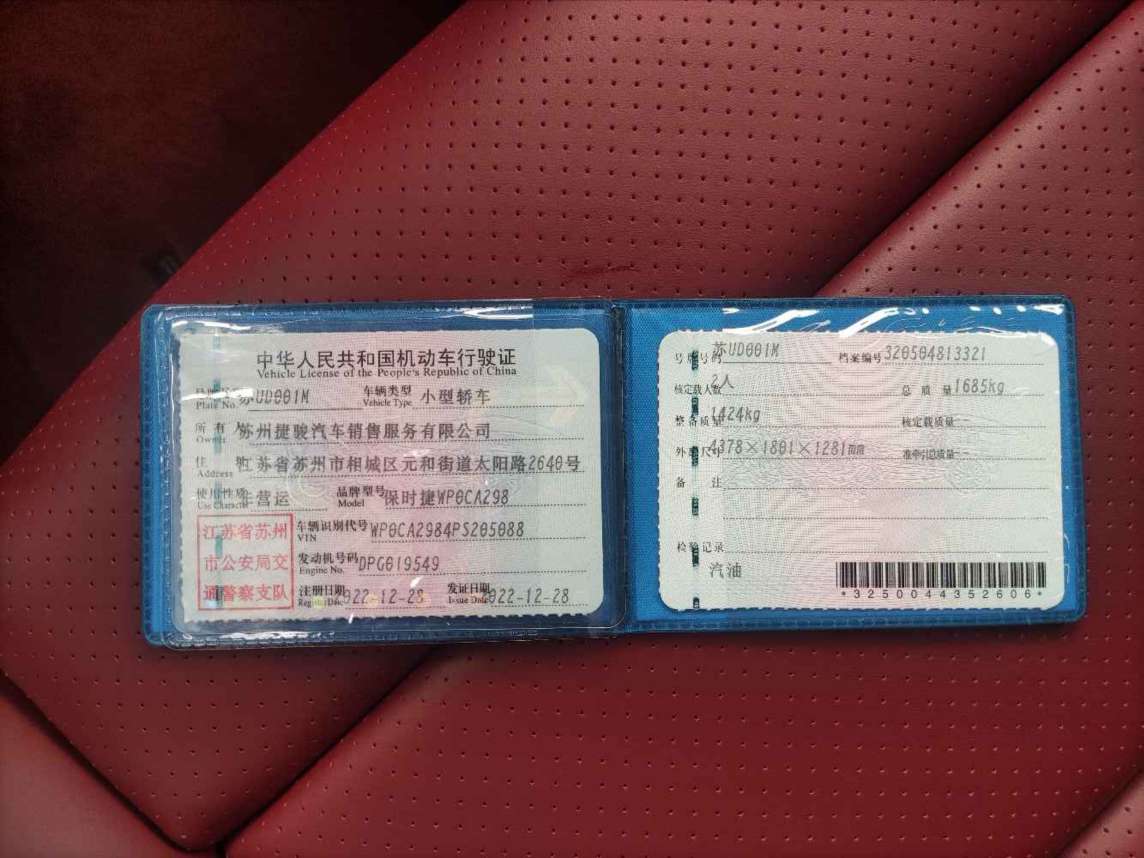 中华人民共和国机动车行驶证
Vehicle License of the People's Republic of China
Plate No. 苏UD001M 车辆类型 Vehicle Type 小型轿车
所有人 Owner 苏州捷骏汽车销售服务有限公司
住 Address 江苏省苏州市相城区元和街道太阳路2640号
使用性质 Use Character 非营运 品牌型号 Model 保时捷WP0CA298
江苏省苏州市公安局交通警察支队
车辆识别代号 VIN WP0CA2984PS205088
发动机号码 Engine No. DPG019549
注册日期 Register Date 022-12-28 发证日期 Issue Date 022-12-28
号牌号码 苏UD001M 档案编号 320504813321
核定载人数 2人 总质量 1685kg
整备质量 1424kg 核定载质量 --
外廓尺寸 4378×1801×1281mm 准牵引总质量 --
备注
检验记录
汽油
*3250044352606*